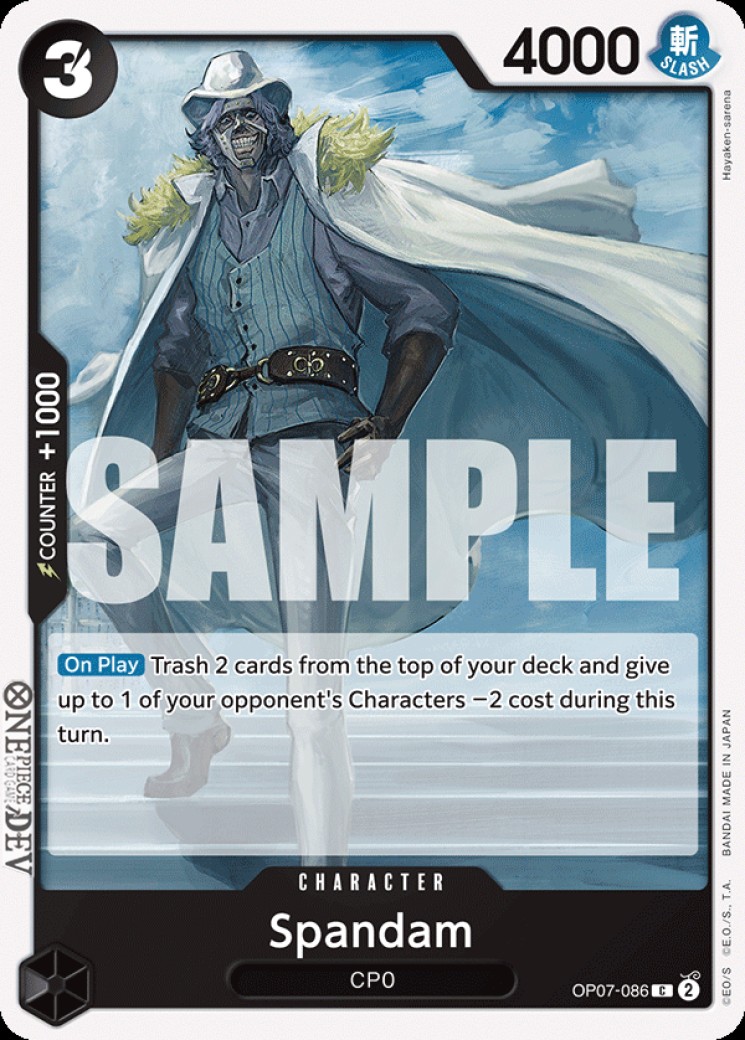 3
4000
斬
SLASH
Hayaken-sarena
COUNTER +1000
SAMPLE
On Play Trash 2 cards from the top of your deck and give
up to 1 of your opponent's Characters −2 cost during this
turn.
ONE PIECE
CARD GAME
DEV
BANDAI MADE IN JAPAN
©E/S ©E.O./S., T.A.
CHARACTER
Spandam
CP0
OP07-086 C 2